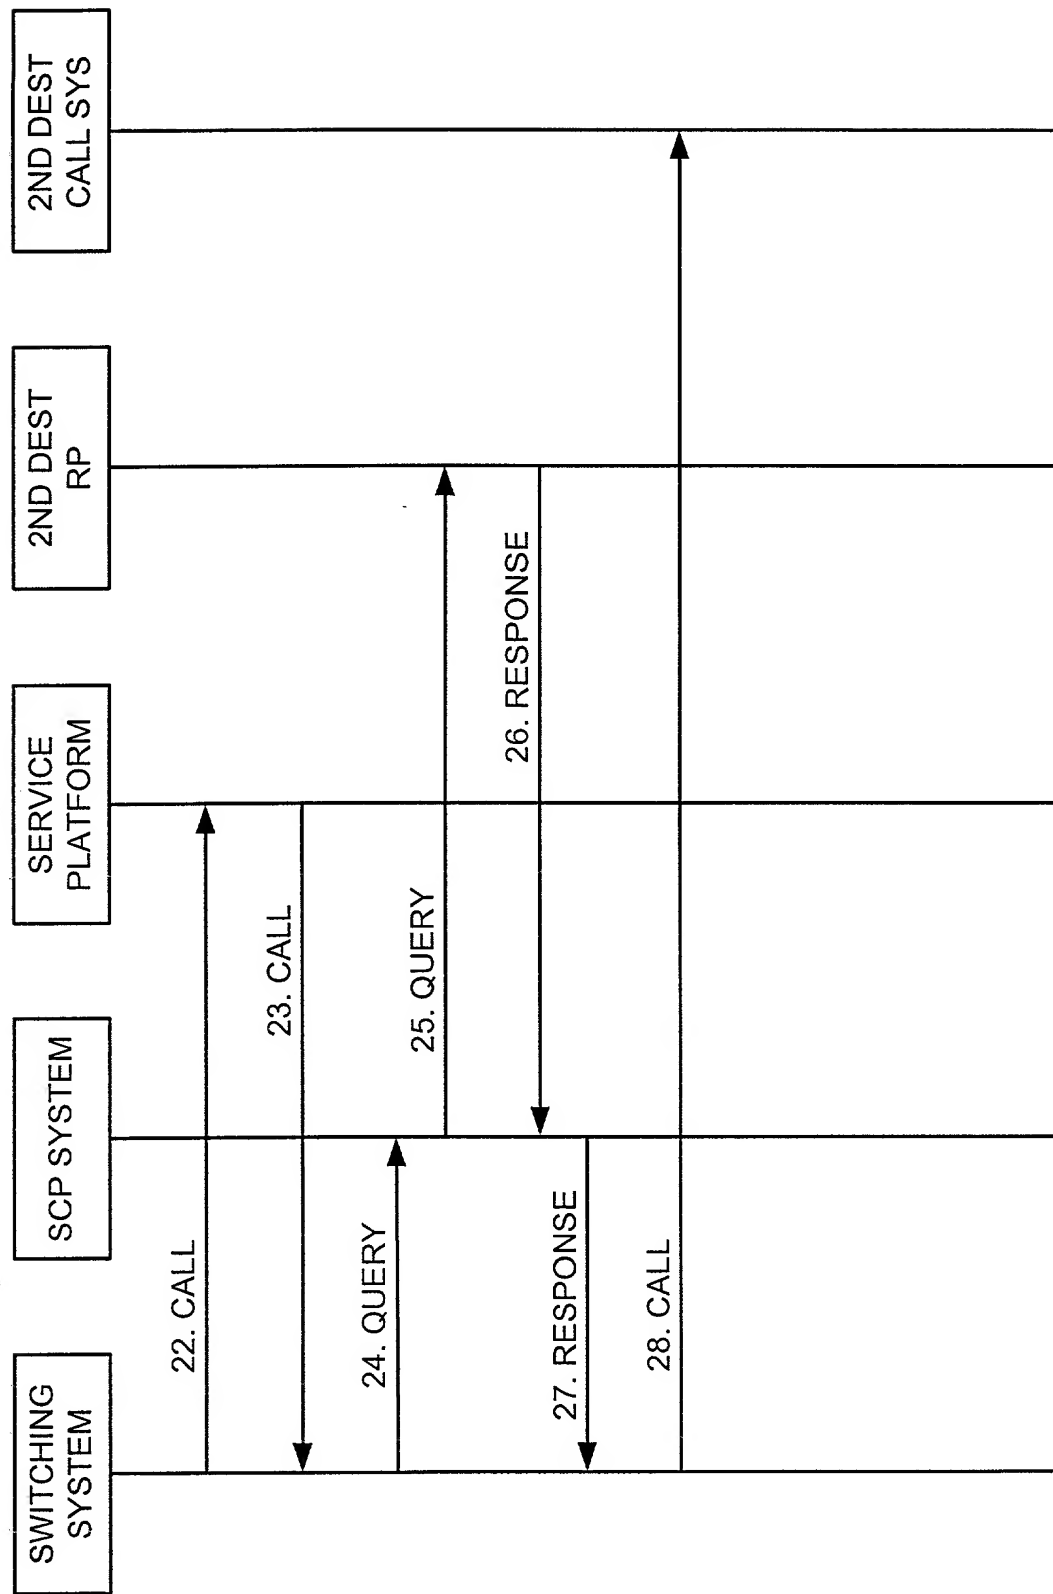 SWITCHING
SYSTEM
SCP SYSTEM
SERVICE
PLATFORM
2ND DEST
RP
2ND DEST
CALL SYS
22. CALL
23. CALL
24. QUERY
25. QUERY
26. RESPONSE
27. RESPONSE
28. CALL